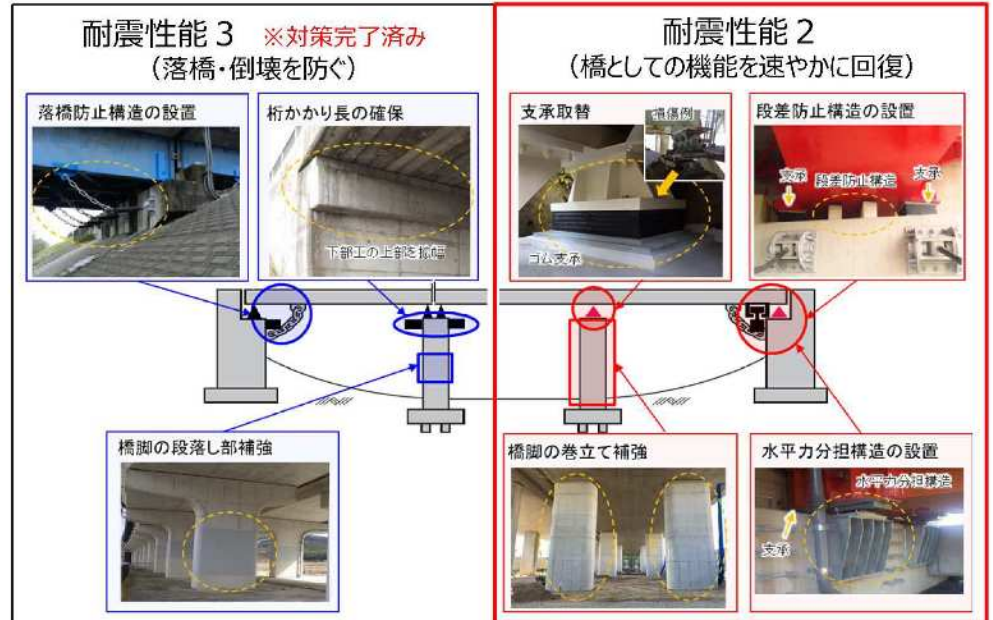 耐震性能3 ※対策完了済み
(落橋・倒壊を防ぐ)
落橋防止構造の設置
桁かかり長の確保
下部工の上部を拡幅
橋脚の段落し部補強
耐震性能2
(橋としての機能を速やかに回復)
支承取替
損傷例
ゴム支承
段差防止構造の設置
支承
段差防止構造
支承
橋脚の巻立て補強
水平力分担構造の設置
水平力分担構造
支承